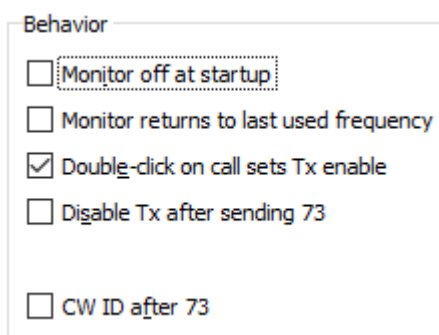 Behavior
Monitor off at startup
Monitor returns to last used frequency
Double-click on call sets Tx enable
Disable Tx after sending 73
CW ID after 73